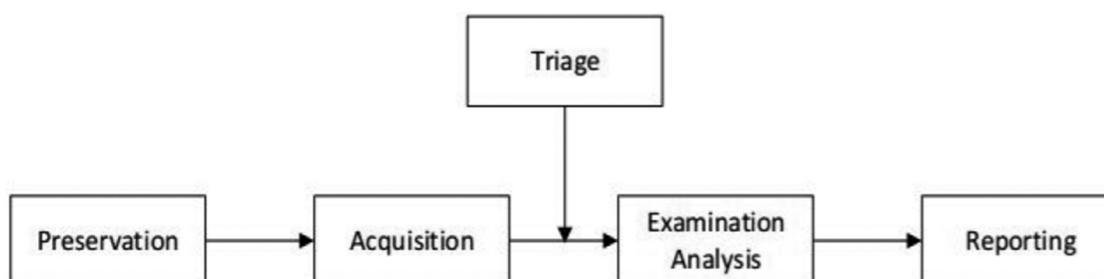 Triage
Preservation
Acquisition
Examination
Analysis
Reporting